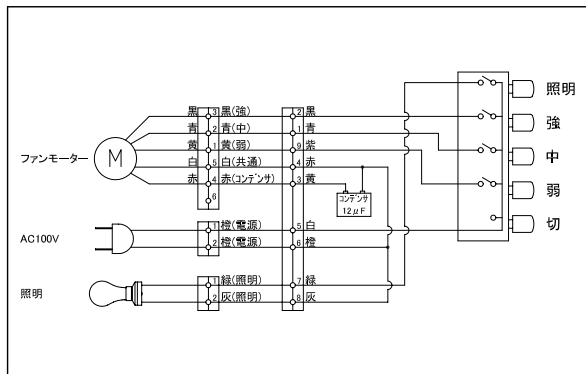 照明
黒 3 黒(強) 2 黒
強
青 2 青(中) 1 青
ファンモーター M 黄 1 黄(弱) 9 紫
中
白 5 白(共通) 4 赤
赤 4 赤(コンデンサ) 3 黄
弱
6
コンデンサ
12μF
切
AC100V 1 橙(電源) 5 白
2 橙(電源) 6 橙
照明 1 緑(照明) 7 緑
2 灰(照明) 8 灰